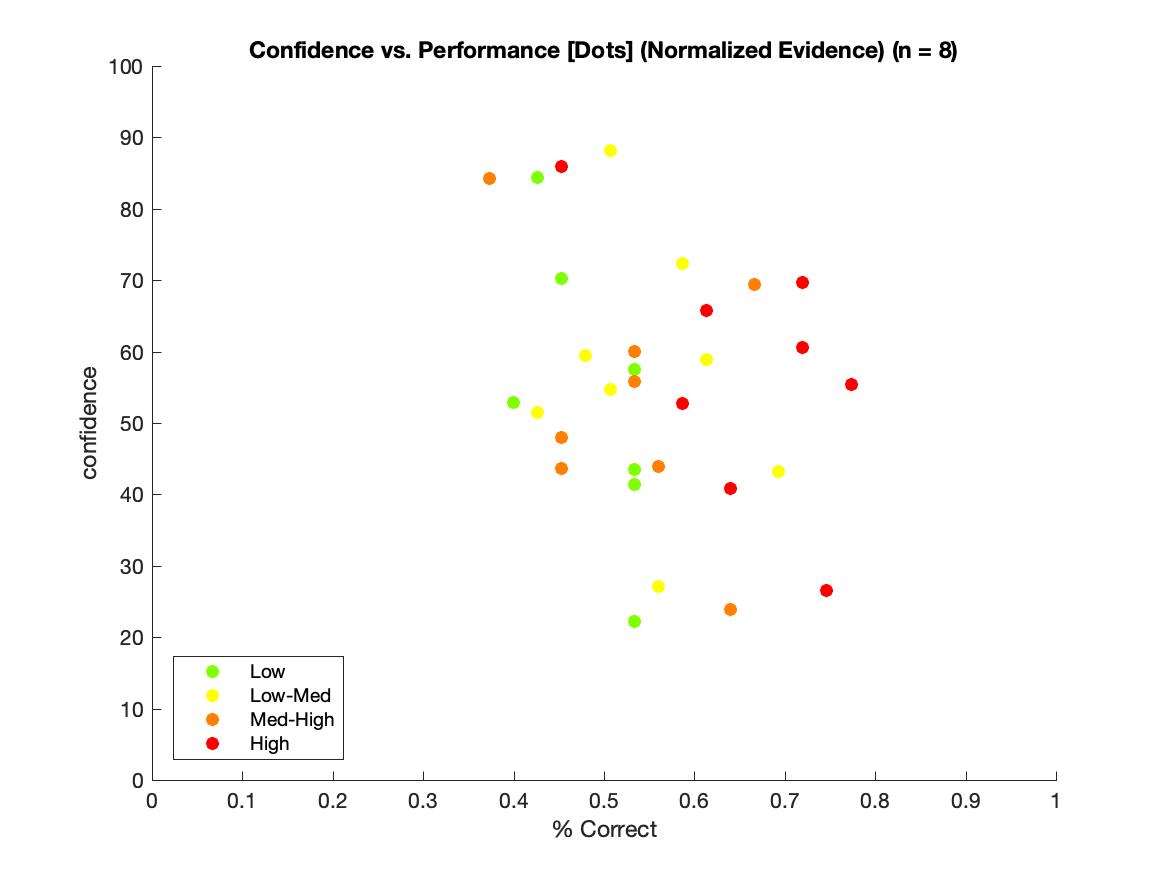 Confidence vs. Performance [Dots] (Normalized Evidence) (n = 8)
100
90
80
70
60
50
40
30
20
10
0
confidence
Low
Low-Med
Med-High
High
0 0.1 0.2 0.3 0.4 0.5 0.6 0.7 0.8 0.9 1
% Correct